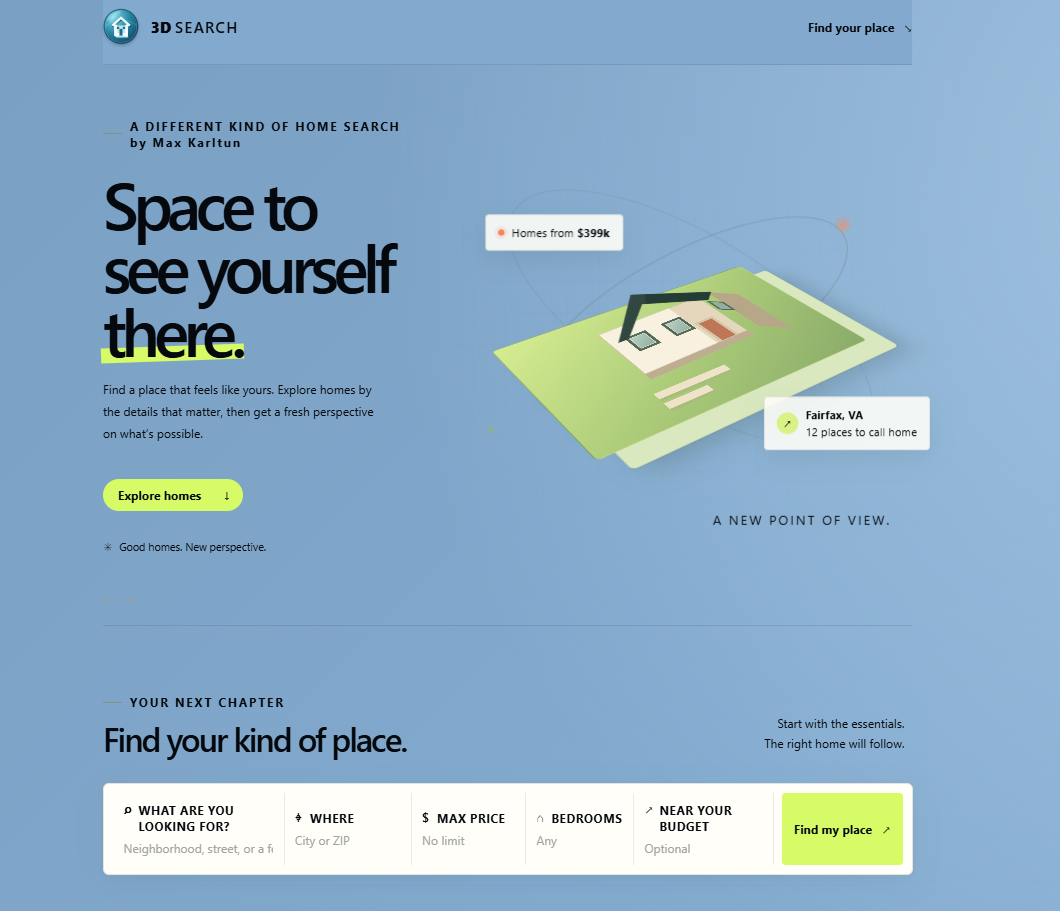 3D SEARCH
Find your place ↘
A DIFFERENT KIND OF HOME SEARCH
by Max Karltun
Space to
see yourself
there.
Find a place that feels like yours. Explore homes by
the details that matter, then get a fresh perspective
on what's possible.
Explore homes ↓
✳ Good homes. New perspective.
Homes from $399k
↗ Fairfax, VA
12 places to call home
A NEW POINT OF VIEW.
YOUR NEXT CHAPTER
Find your kind of place.
Start with the essentials.
The right home will follow.
WHAT ARE YOU
LOOKING FOR?
Neighborhood, street, or a
WHERE
City or ZIP
$ MAX PRICE
No limit
BEDROOMS
Any
↗ NEAR YOUR
BUDGET
Optional
Find my place ↗